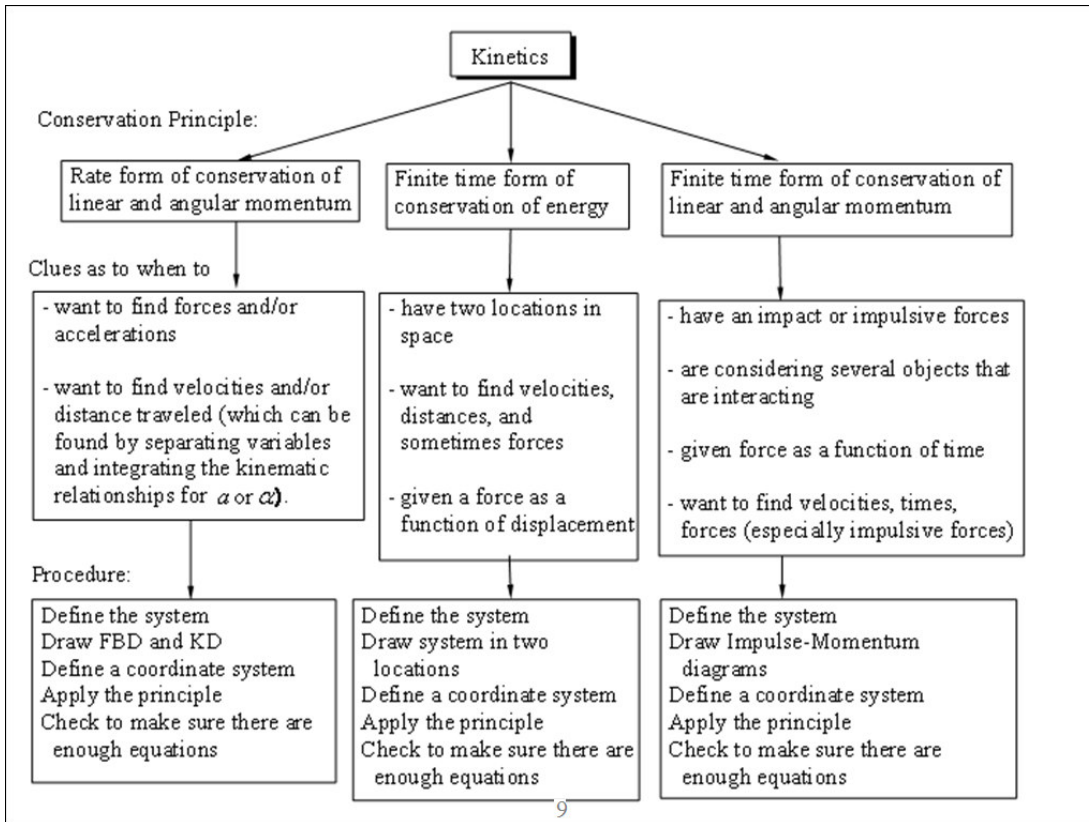 Kinetics
Conservation Principle:
Rate form of conservation of
linear and angular momentum
Finite time form of
conservation of energy
Finite time form of conservation of
linear and angular momentum
Clues as to when to
- want to find forces and/or
accelerations
- want to find velocities and/or
distance traveled (which can be
found by separating variables
and integrating the kinematic
relationships for a or α).
- have two locations in
space
- want to find velocities,
distances, and
sometimes forces
- given a force as a
function of displacement
- have an impact or impulsive forces
- are considering several objects that
are interacting
- given force as a function of time
- want to find velocities, times,
forces (especially impulsive forces)
Procedure:
Define the system
Draw FBD and KD
Define a coordinate system
Apply the principle
Check to make sure there are
enough equations
Define the system
Draw system in two
locations
Define a coordinate system
Apply the principle
Check to make sure there are
enough equations
Define the system
Draw Impulse-Momentum
diagrams
Define a coordinate system
Apply the principle
Check to make sure there are
enough equations
9